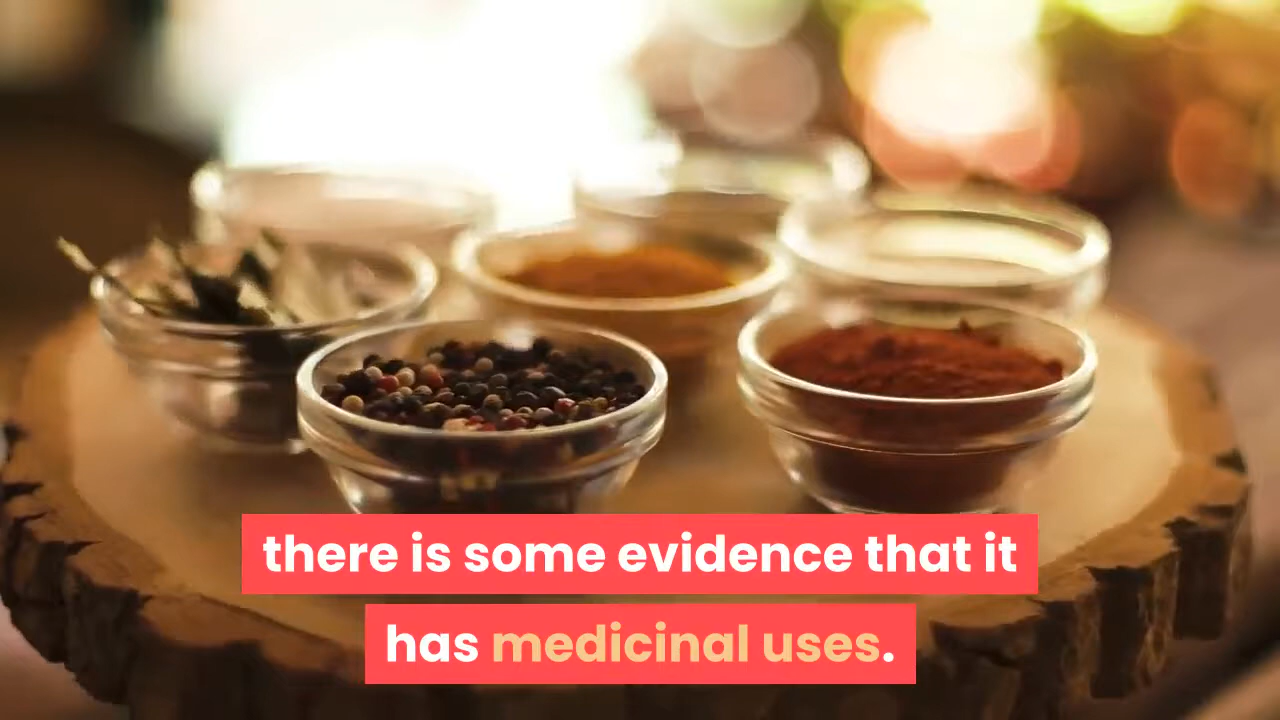 there is some evidence that it
has medicinal uses.